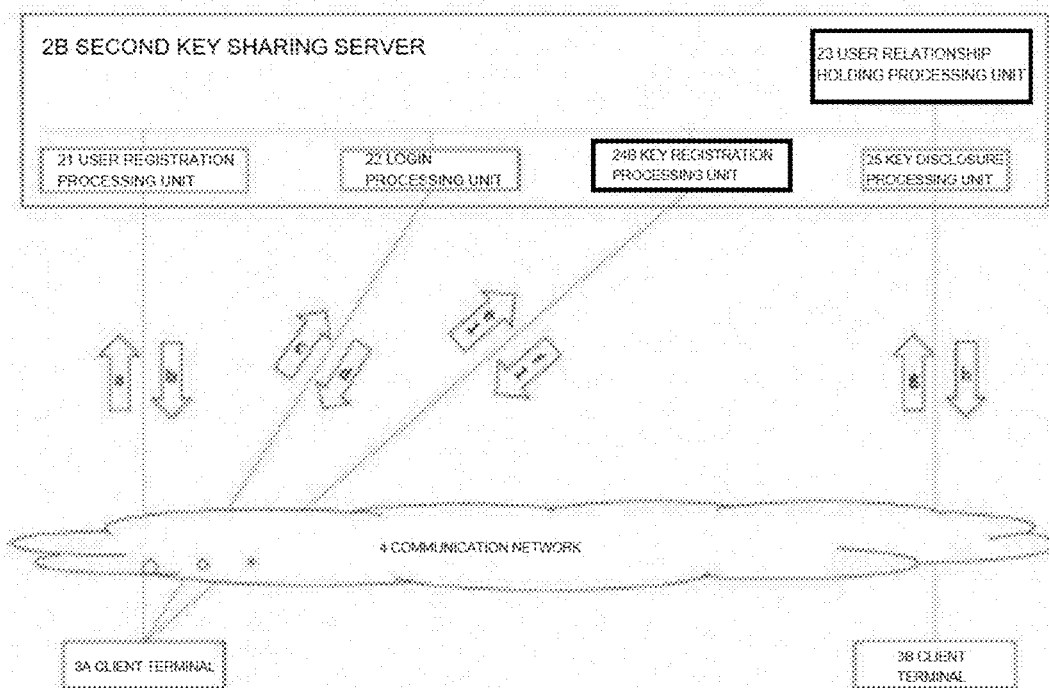 2B SECOND KEY SHARING SERVER
23 USER RELATIONSHIP
HOLDING PROCESSING UNIT
21 USER REGISTRATION
PROCESSING UNIT
22 LOGIN
PROCESSING UNIT
24B KEY REGISTRATION
PROCESSING UNIT
25 KEY DISCLOSURE
PROCESSING UNIT
4 COMMUNICATION NETWORK
3A CLIENT TERMINAL
3B CLIENT
TERMINAL